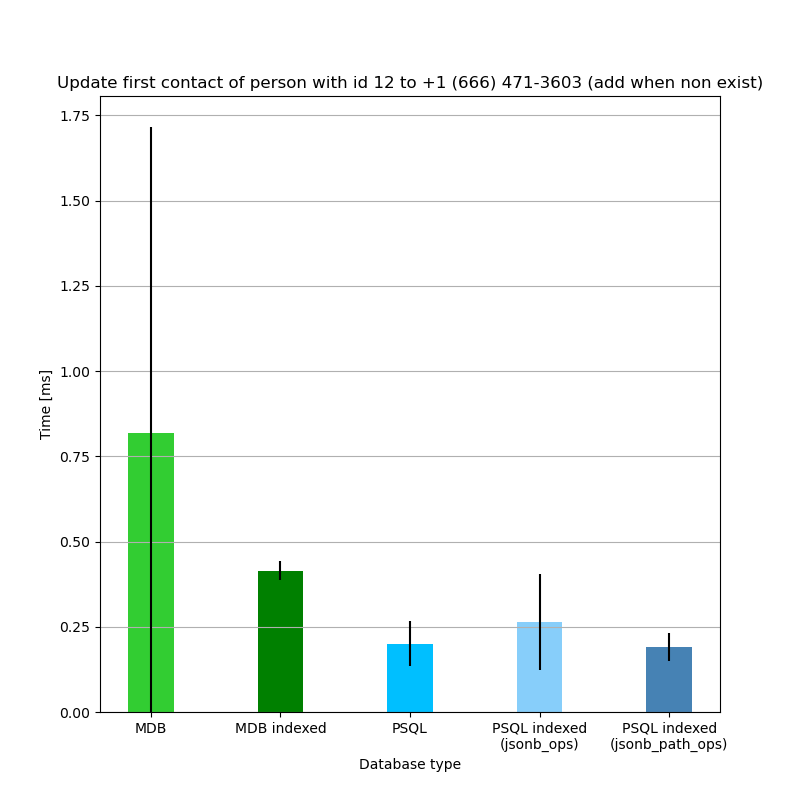 Update first contact of person with id 12 to +1 (666) 471-3603 (add when non exist)
1.75
1.50
1.25
1.00
0.75
0.50
0.25
0.00
Time [ms]
MDB
MDB indexed
PSQL
PSQL indexed
(jsonb_ops)
PSQL indexed
(jsonb_path_ops)
Database type